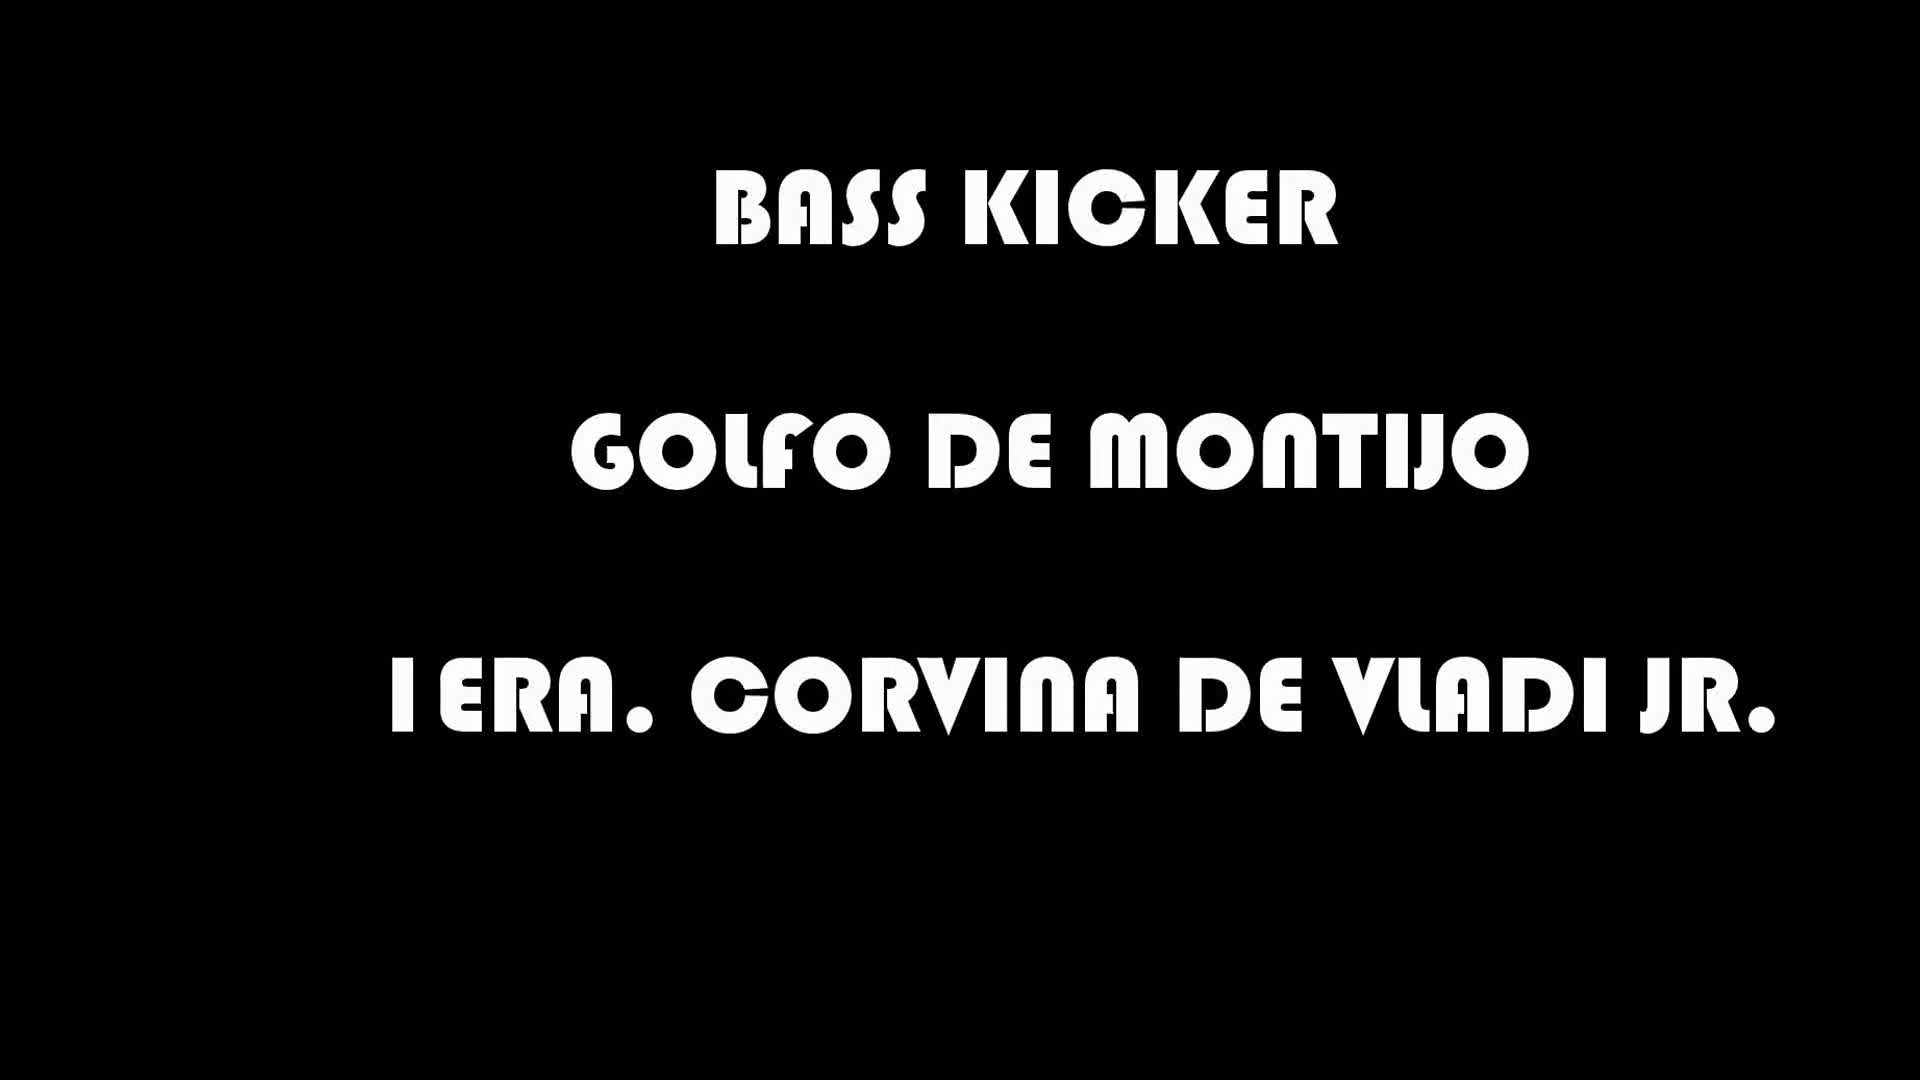 BASS KICKER
GOLFO DE MONTIJO
1ERA. CORVINA DE VLADI JR.